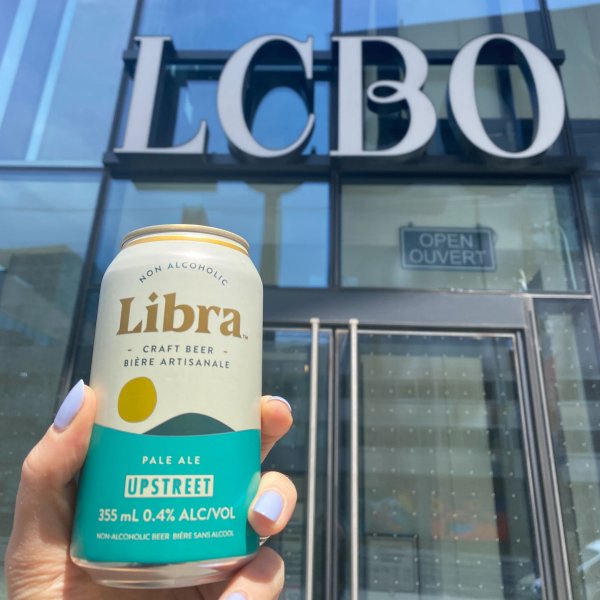 LCBO
OPEN
OUVERT
NON ALCOHOLIC
Libra™
- CRAFT BEER -
BIÈRE ARTISANALE
PALE ALE
UPSTREET
355 mL 0.4% ALC/VOL
NON-ALCOHOLIC BEER BIÈRE SANS ALCOOL